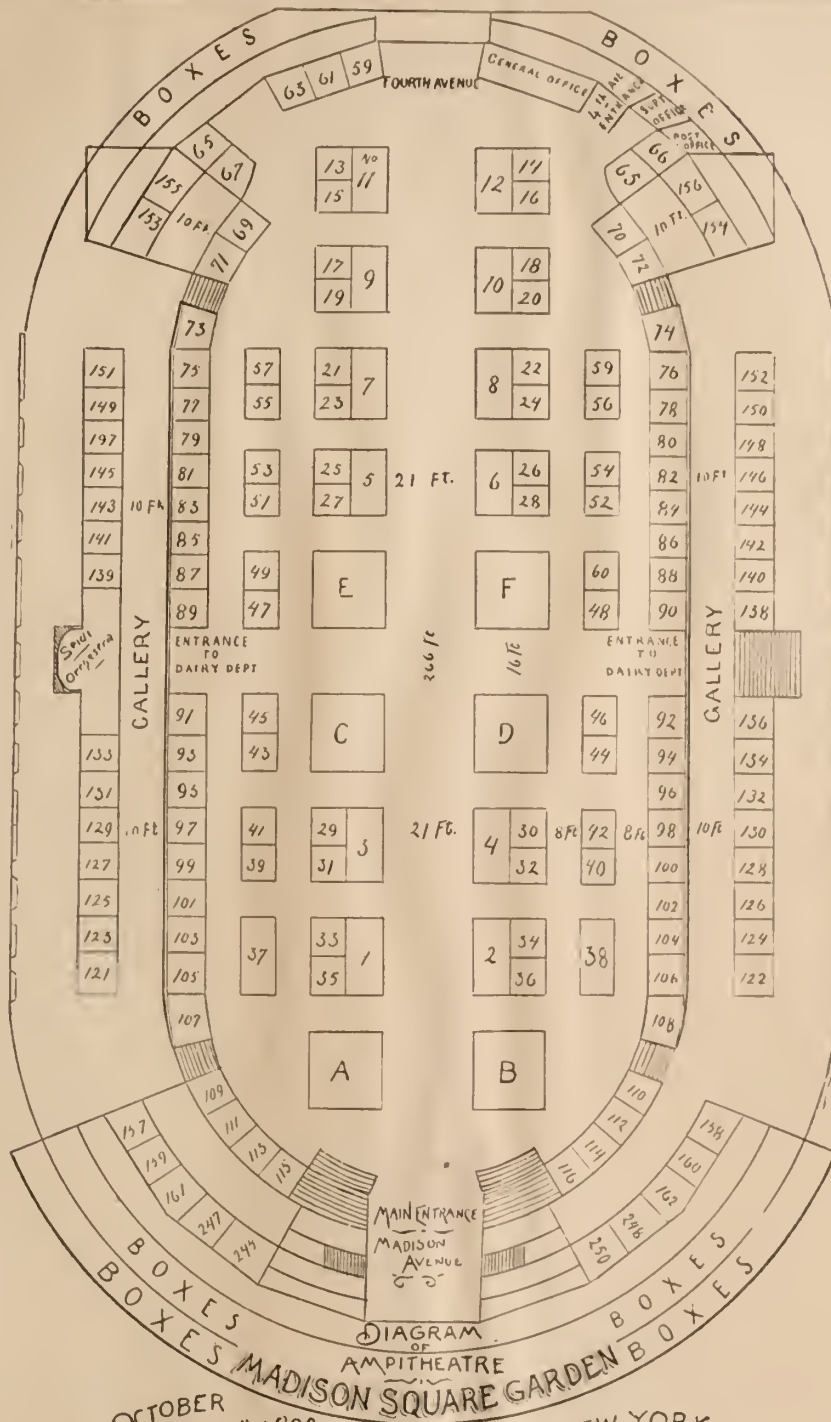 BOXES
BOXES
63 61 59
FOURTH AVENUE
GENERAL OFFICE
4TH AVE ENTRANCE
SUPT OFFICE
POST OFFICE
65 67
155 153
10 Ft.
69 71
13 15 No 11
12 14 16
65 66
156 154
10 Ft.
70 72
17 19 9
10 18 20
73
74
151 75 57 21 7 8 22 59 76 152
149 77 55 23 24 56 78 150
197 79 80 148
145 81 53 25 5 21 FT. 6 26 54 82 10 FT 146
143 10 Ft 83 51 27 28 52 84 144
141 85 86 142
139 87 49 E F 60 88 140
89 47 48 90 138
Orchestra
GALLERY
ENTRANCE
TO
DAIRY DEPT
266 ft
16 ft
ENTRANCE
TO
DAIRY DEPT
GALLERY
91 45 C D 46 92 136
133 93 43 44 94 134
131 95 96 132
129 10 Ft 97 41 29 3 21 FT. 4 30 8 Ft 42 8 Ft 98 10 Ft 130
127 99 39 31 32 40 100 128
125 101 102 126
123 103 37 33 1 2 34 38 104 124
121 105 35 36 106 122
107
108
A B
109 111 113 115
110 112 114 116
157 159 161 247 245
158 160 162 248 250
MAIN ENTRANCE
MADISON
AVENUE
BOXES
BOXES
BOXES
BOXES
DIAGRAM
OF
AMPITHEATRE
MADISON SQUARE GARDEN
OCTOBER
NEW YORK